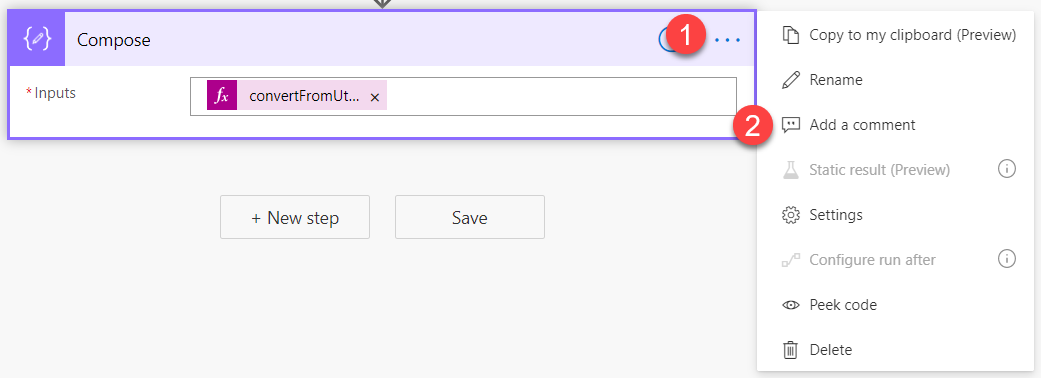 Compose
1
Copy to my clipboard (Preview)
* Inputs
fx convertFromUt... ×
Rename
2
Add a comment
Static result (Preview)
+ New step
Save
Settings
Configure run after
Peek code
Delete